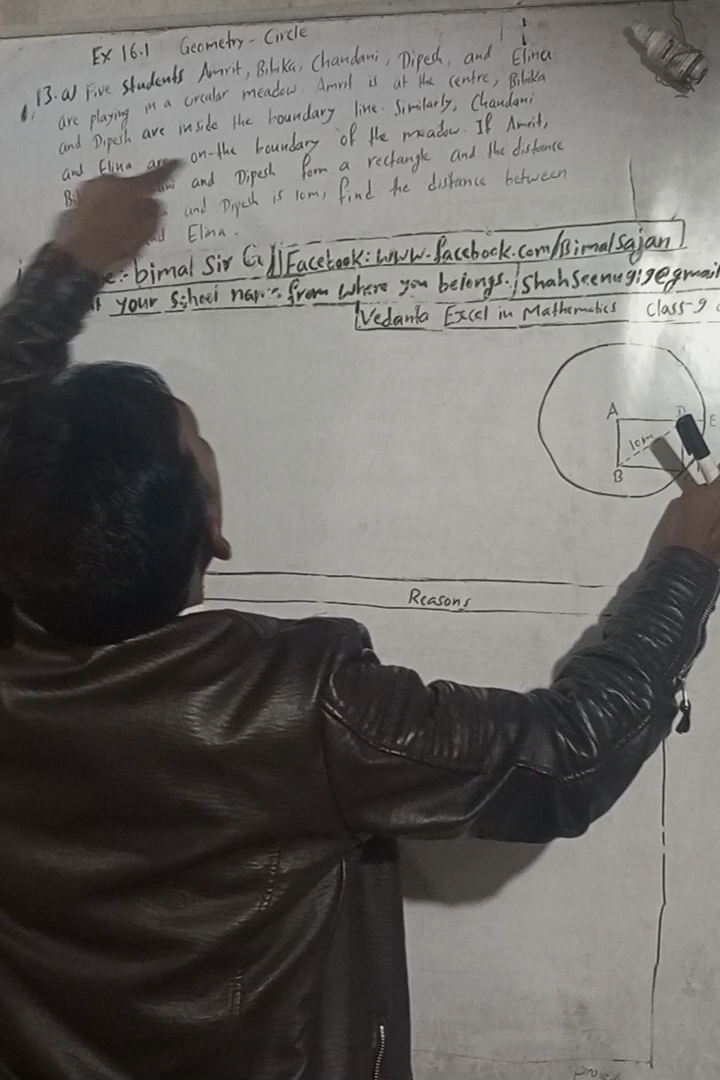 Ex 16.1 Geometry - Circle
13. a) Five Students Amrit, Bibika, Chandani, Dipesh, and Elina
are playing in a circular meadow. Amrit is at the centre, Bibika
and Dipesh are inside the boundary line. Similarly, Chandani
and Elina are on-the boundary of the meadow. If Amrit,
and Dipesh form a rectangle and the distance
and Dipesh is 10m, find the distance between
Elina.
bimal Sir Facebook: www.facebook.com/Bimalsajan
your School name from where you belongs. shahseenugig@gmail
Vedanta Excel in Mathematics Class-9
A D E
10m
B
Reasons